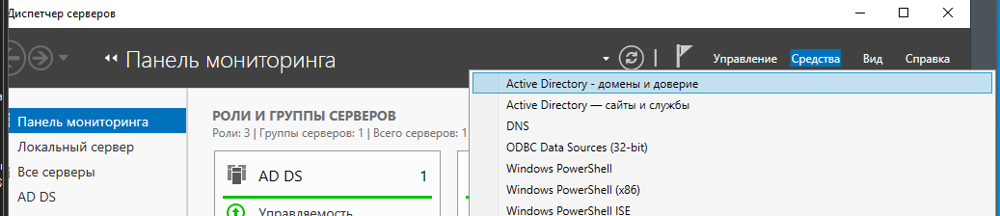 Диспетчер серверов
Панель мониторинга
Управление Средства Вид Справка
Панель мониторинга
Локальный сервер
Все серверы
AD DS
РОЛИ И ГРУППЫ СЕРВЕРОВ
Роли: 3 | Группы серверов: 1 | Всего серверов: 1
AD DS 1
Управляемость
Active Directory - домены и доверие
Active Directory — сайты и службы
DNS
ODBC Data Sources (32-bit)
Windows PowerShell
Windows PowerShell (x86)
Windows PowerShell ISE